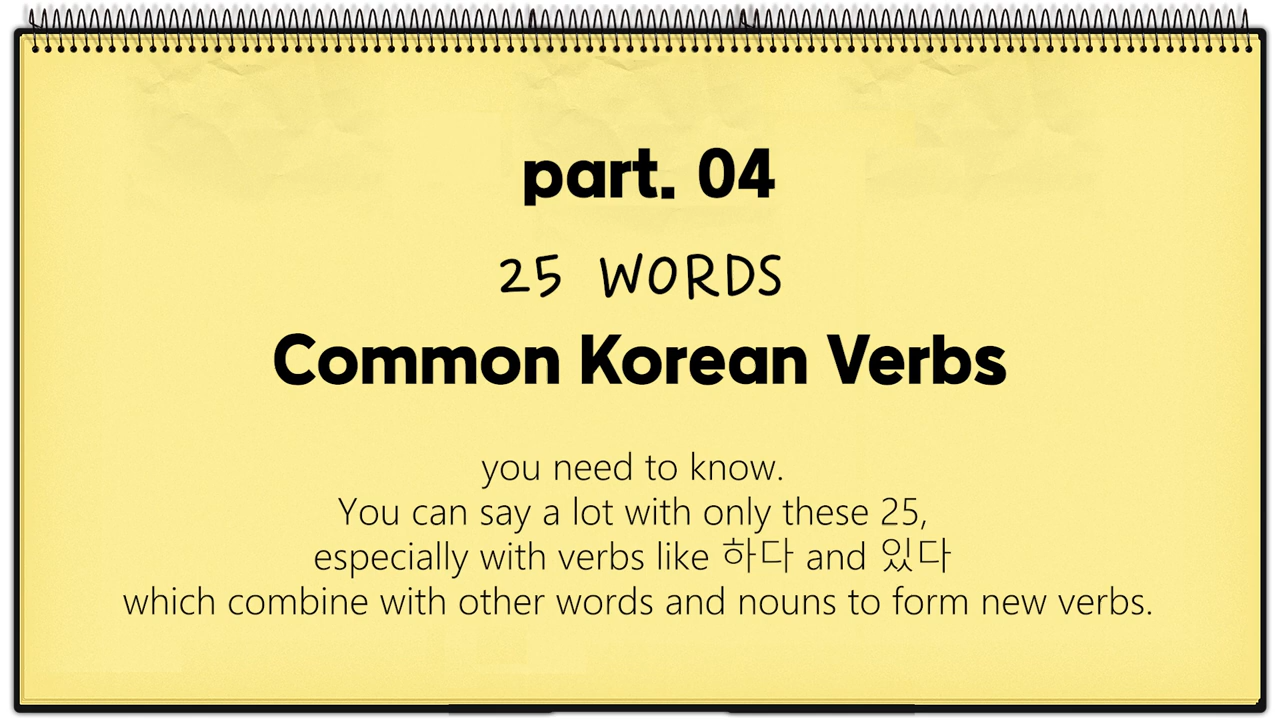 part. 04
25 WORDS
Common Korean Verbs
you need to know.
You can say a lot with only these 25,
especially with verbs like 하다 and 있다
which combine with other words and nouns to form new verbs.